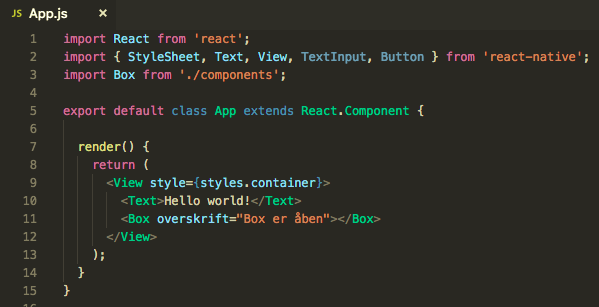 JS App.js ×
1 import React from 'react';
2 import { StyleSheet, Text, View, TextInput, Button } from 'react-native';
3 import Box from './components';
4
5 export default class App extends React.Component {
6
7 render() {
8 return (
9 <View style={styles.container}>
10 <Text>Hello world!</Text>
11 <Box overskrift="Box er åben"></Box>
12 </View>
13 );
14 }
15 }